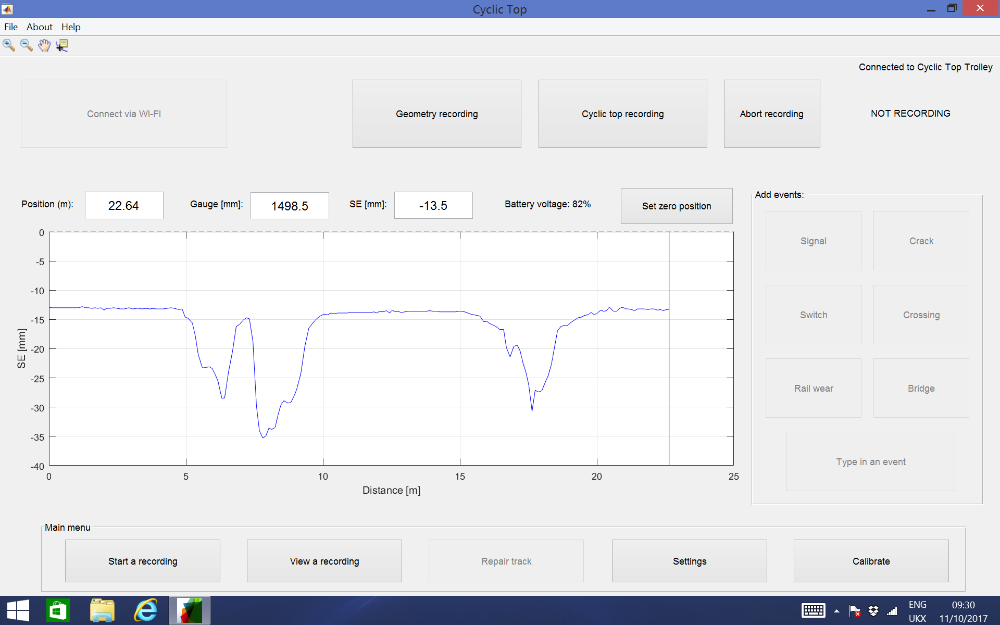 Cyclic Top
File About Help
Connected to Cyclic Top Trolley
Connect via WI-FI
Geometry recording
Cyclic top recording
Abort recording
NOT RECORDING
Position (m): 22.64
Gauge [mm]: 1498.5
SE [mm]: -13.5
Battery voltage: 82%
Set zero position
Add events:
Signal
Crack
Switch
Crossing
Rail wear
Bridge
Type in an event
0
-5
-10
-15
-20
-25
-30
-35
-40
SE [mm]
0 5 10 15 20 25
Distance [m]
Main menu
Start a recording
View a recording
Repair track
Settings
Calibrate
ENG
UKX
09:30
11/10/2017